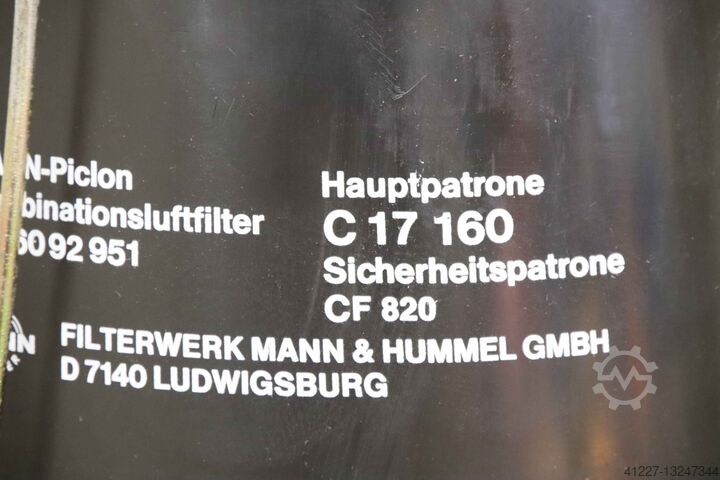 N-Piclon
binationsluftfilter
60 92 951
Hauptpatrone
C 17 160
Sicherheitspatrone
CF 820
FILTERWERK MANN & HUMMEL GMBH
D 7140 LUDWIGSBURG
41227-13247344